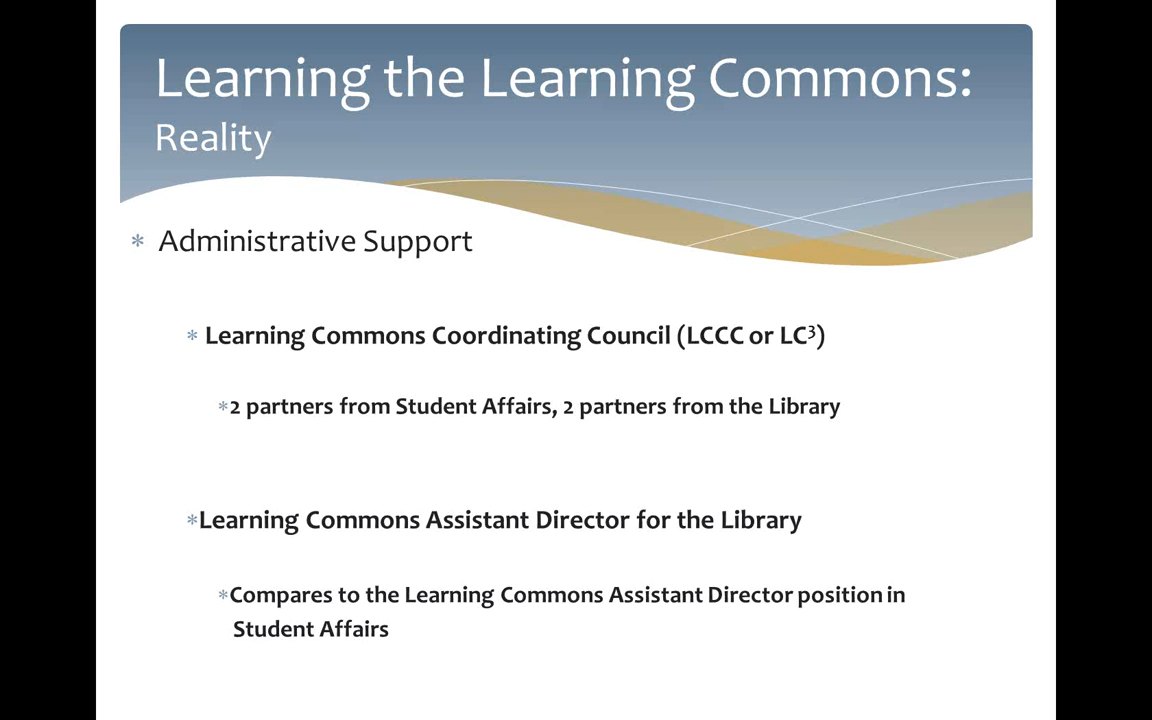 Learning the Learning Commons:
Reality
* Administrative Support
* Learning Commons Coordinating Council (LCCC or LC³)
*2 partners from Student Affairs, 2 partners from the Library
*Learning Commons Assistant Director for the Library
*Compares to the Learning Commons Assistant Director position in
Student Affairs